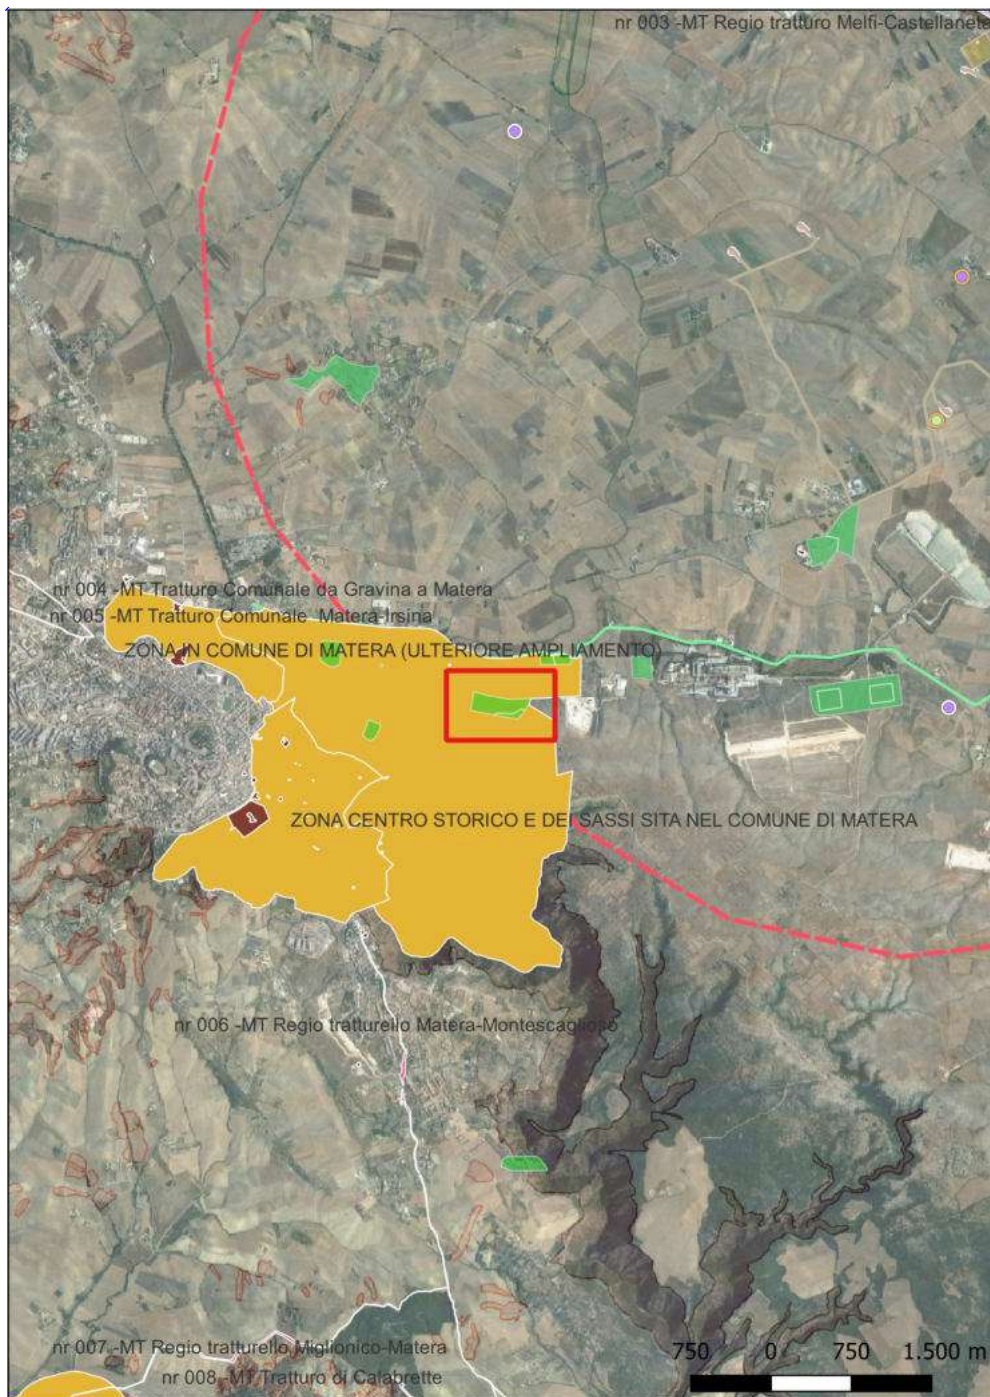 nr 003 -MT Regio tratturo Melfi-Castellaneta
nr 004 -MT Tratturo Comunale da Gravina a Matera
nr 005 -MT Tratturo Comunale Matera-Irsina
ZONA IN COMUNE DI MATERA (ULTERIORE AMPLIAMENTO)
ZONA CENTRO STORICO E DEI SASSI SITA NEL COMUNE DI MATERA
nr 006 -MT Regio tratturello Matera-Montescaglioso
nr 007 -MT Regio tratturello Miglionico-Matera
nr 008 -MT Tratturo di Calabrette
750 0 750 1.500 m